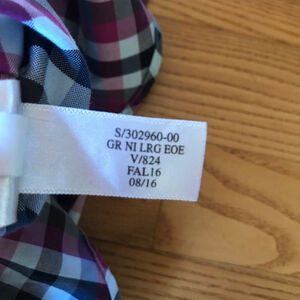 S/302960-00
GR NI LRG EOE
V/824
FAL16
08/16